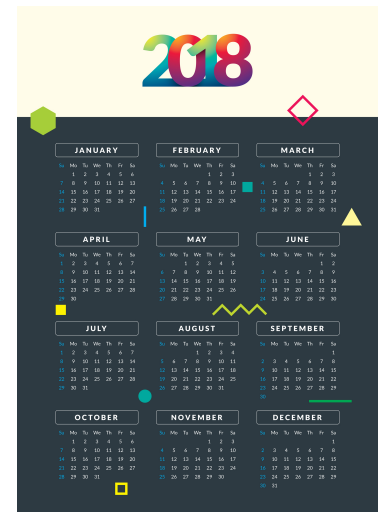 2018
JANUARY
Su Mo Tu We Th Fr Sa
1 2 3 4 5 6
7 8 9 10 11 12 13
14 15 16 17 18 19 20
21 22 23 24 25 26 27
28 29 30 31
FEBRUARY
Su Mo Tu We Th Fr Sa
1 2 3
4 5 6 7 8 9 10
11 12 13 14 15 16 17
18 19 20 21 22 23 24
25 26 27 28
MARCH
Su Mo Tu We Th Fr Sa
1 2 3
4 5 6 7 8 9 10
11 12 13 14 15 16 17
18 19 20 21 22 23 24
25 26 27 28 29 30 31
APRIL
Su Mo Tu We Th Fr Sa
1 2 3 4 5 6 7
8 9 10 11 12 13 14
15 16 17 18 19 20 21
22 23 24 25 26 27 28
29 30
MAY
Su Mo Tu We Th Fr Sa
1 2 3 4 5
6 7 8 9 10 11 12
13 14 15 16 17 18 19
20 21 22 23 24 25 26
27 28 29 30 31
JUNE
Su Mo Tu We Th Fr Sa
1 2
3 4 5 6 7 8 9
10 11 12 13 14 15 16
17 18 19 20 21 22 23
24 25 26 27 28 29 30
JULY
Su Mo Tu We Th Fr Sa
1 2 3 4 5 6 7
8 9 10 11 12 13 14
15 16 17 18 19 20 21
22 23 24 25 26 27 28
29 30 31
AUGUST
Su Mo Tu We Th Fr Sa
1 2 3 4
5 6 7 8 9 10 11
12 13 14 15 16 17 18
19 20 21 22 23 24 25
26 27 28 29 30 31
SEPTEMBER
Su Mo Tu We Th Fr Sa
1
2 3 4 5 6 7 8
9 10 11 12 13 14 15
16 17 18 19 20 21 22
23 24 25 26 27 28 29
30
OCTOBER
Su Mo Tu We Th Fr Sa
1 2 3 4 5 6
7 8 9 10 11 12 13
14 15 16 17 18 19 20
21 22 23 24 25 26 27
28 29 30 31
NOVEMBER
Su Mo Tu We Th Fr Sa
1 2 3
4 5 6 7 8 9 10
11 12 13 14 15 16 17
18 19 20 21 22 23 24
25 26 27 28 29 30
DECEMBER
Su Mo Tu We Th Fr Sa
1
2 3 4 5 6 7 8
9 10 11 12 13 14 15
16 17 18 19 20 21 22
23 24 25 26 27 28 29
30 31